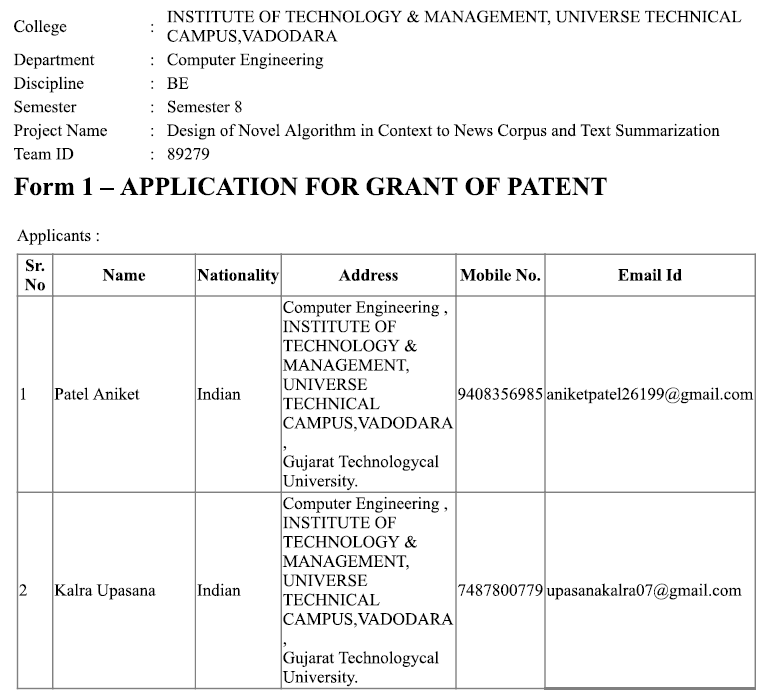 College : INSTITUTE OF TECHNOLOGY & MANAGEMENT, UNIVERSE TECHNICAL
CAMPUS,VADODARA
Department : Computer Engineering
Discipline : BE
Semester : Semester 8
Project Name : Design of Novel Algorithm in Context to News Corpus and Text Summarization
Team ID : 89279
Form 1 – APPLICATION FOR GRANT OF PATENT
Applicants :
Sr. No Name Nationality Address Mobile No. Email Id
1 Patel Aniket Indian
Computer Engineering ,
INSTITUTE OF
TECHNOLOGY &
MANAGEMENT,
UNIVERSE
TECHNICAL
CAMPUS,VADODARA
,
Gujarat Technologycal
University.
9408356985 aniketpatel26199@gmail.com
2 Kalra Upasana Indian
Computer Engineering ,
INSTITUTE OF
TECHNOLOGY &
MANAGEMENT,
UNIVERSE
TECHNICAL
CAMPUS,VADODARA
,
Gujarat Technologycal
University.
7487800779 upasanakalra07@gmail.com